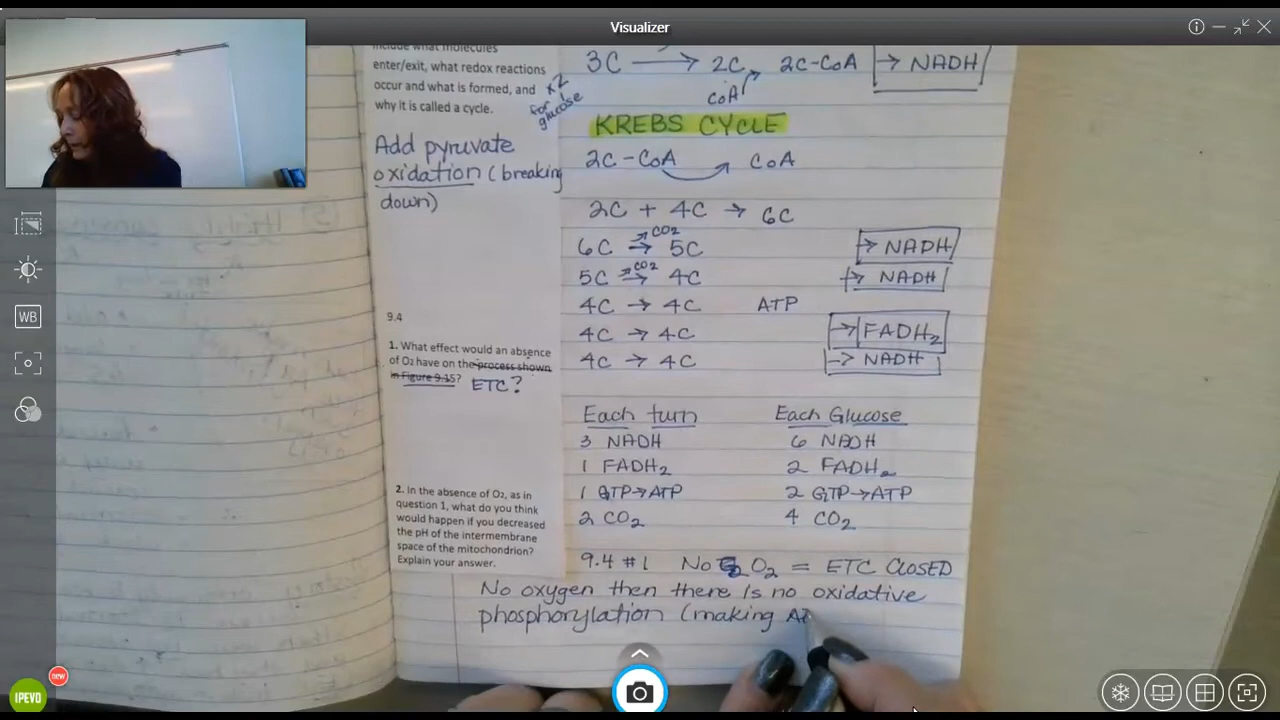 Visualizer
include what molecules
enter/exit, what redox reactions
occur and what is formed, and
why it is called a cycle.
x2
for
glucose
Add pyruvate
oxidation (breaking
down)
3C → 2C 2C-CoA → NADH
CoA
KREBS CYCLE
2C-CoA → CoA
2C + 4C → 6C
6C → CO2 5C → NADH
5C → CO2 4C → NADH
4C → 4C ATP
4C → 4C → FADH2
4C → 4C → NADH
9.4
1. What effect would an absence
of O2 have on the process shown
in Figure 9.15? ETC?
Each turn Each Glucose
3 NADH 6 NADH
1 FADH2 2 FADH2
1 GTP→ATP 2 GTP→ATP
2 CO2 4 CO2
2. In the absence of O2, as in
question 1, what do you think
would happen if you decreased
the pH of the intermembrane
space of the mitochondrion?
Explain your answer.
9.4 #1 No O2 = ETC CLOSED
No oxygen then there is no oxidative
phosphorylation (making
WB
new
IPEVO